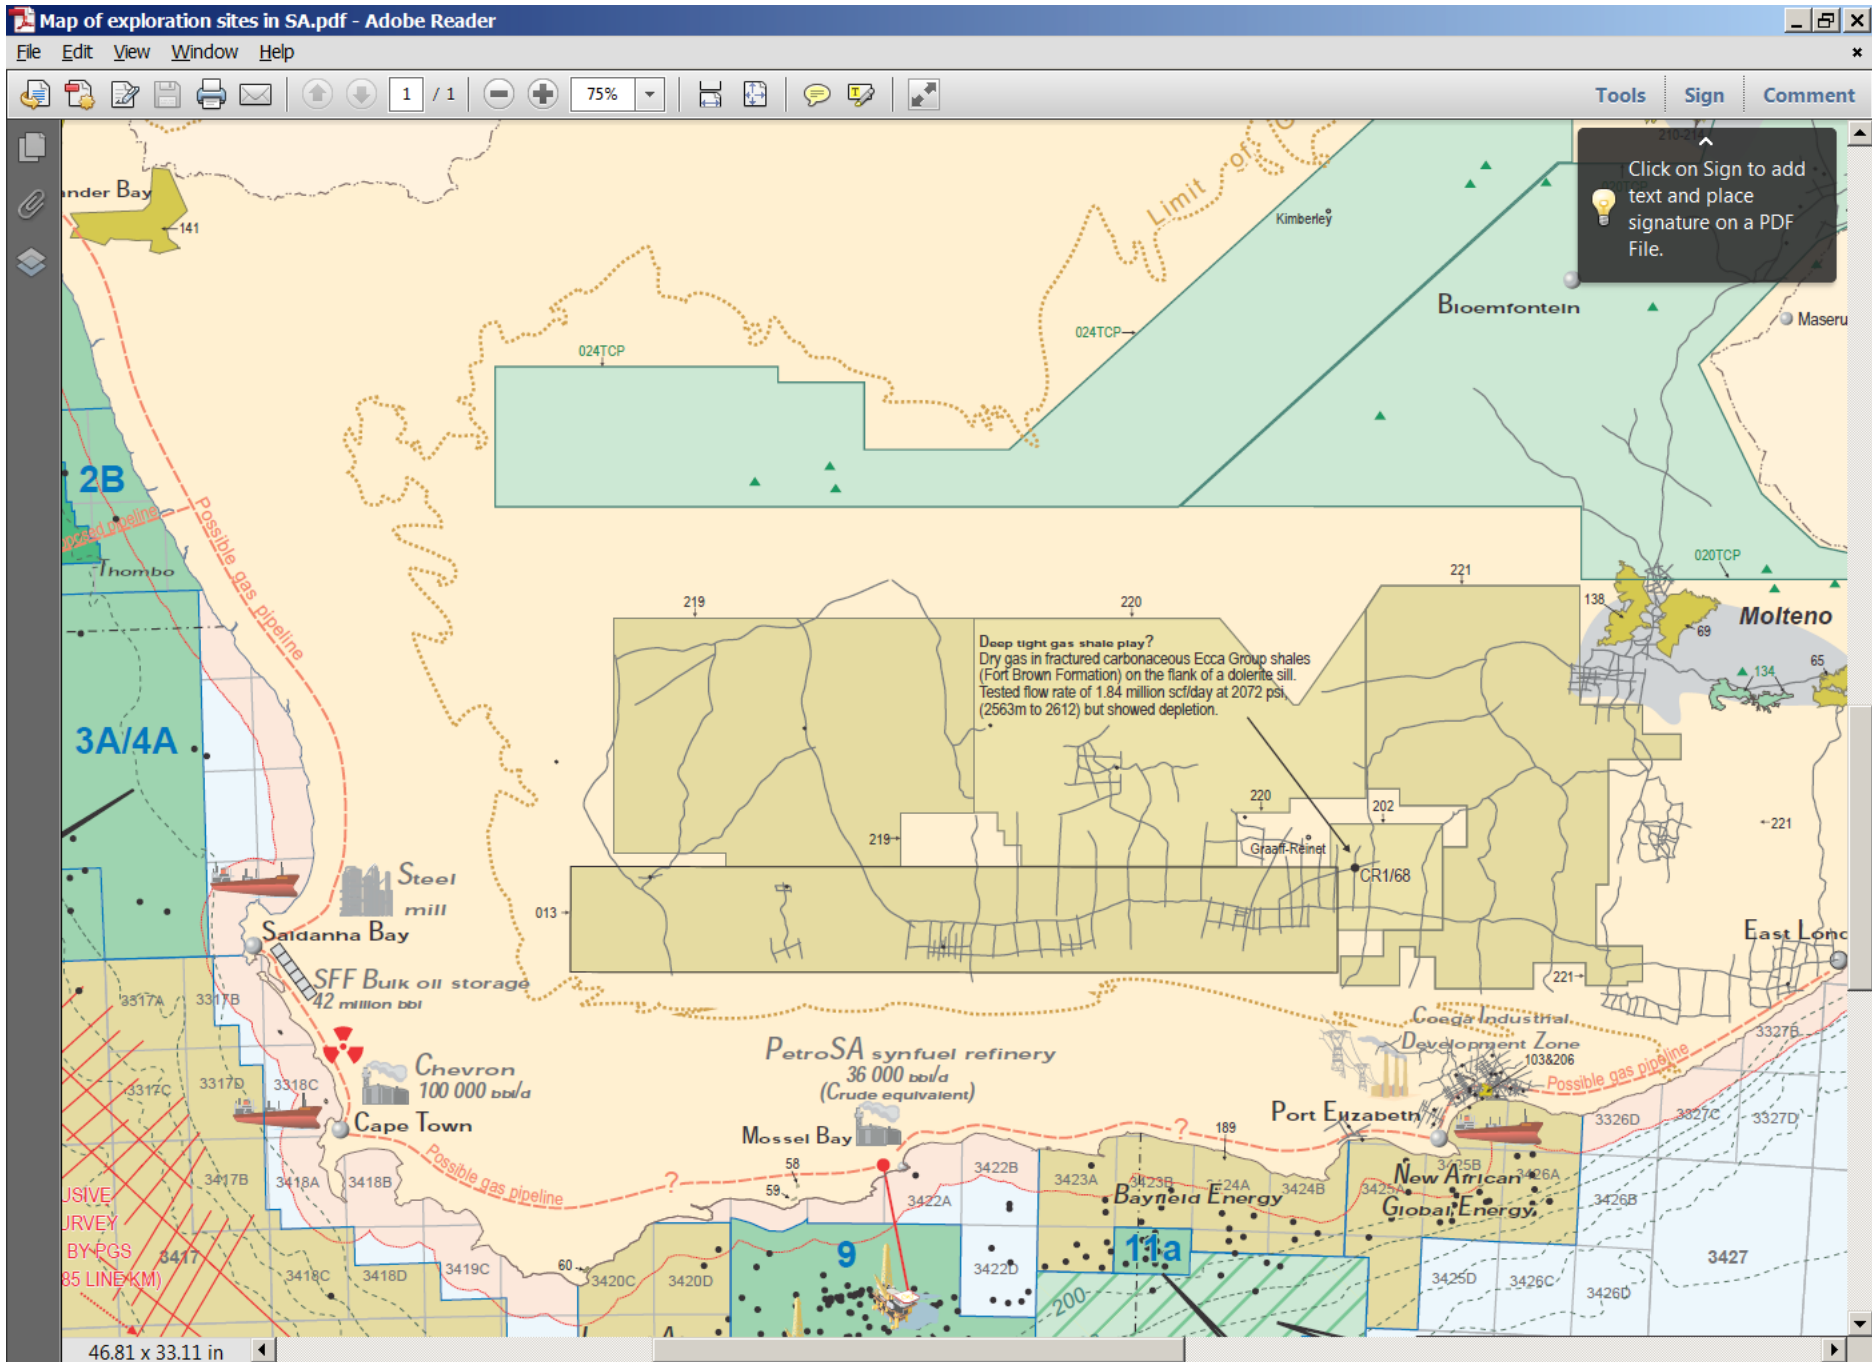 Map of exploration sites in SA.pdf - Adobe Reader
File Edit View Window Help
1 / 1
75%
Tools Sign Comment
210-214
Click on Sign to add
text and place
signature on a PDF
File.
ander Bay
141
Limit of
Kimberley
Bloemfontein
Maseru
024TCP
024TCP
2B
Possible gas pipeline
posed pipeline
Thombo
020TCP
221
219
220
138
69
Molteno
134
65
Deep tight gas shale play?
Dry gas in fractured carbonaceous Ecca Group shales
(Fort Brown Formation) on the flank of a dolerite sill.
Tested flow rate of 1.84 million scf/day at 2072 psi,
(2563m to 2612) but showed depletion.
3A/4A
220
202
219
221
Graaff-Reinet
CR1/68
Steel
mill
013
Saldanha Bay
East Lond
SFF Bulk oil storage
42 million bbl
221
3317A
3317B
Coega Industrial
Development Zone
103&206
3327B
PetroSA synfuel refinery
36 000 bbl/d
(Crude equivalent)
Chevron
100 000 bbl/d
3317C
3317D
3318C
Possible gas pipeline
Cape Town
Mossel Bay
Port Elizabeth
3326D
3327C
3327D
?
189
Possible gas pipeline
?
58
59
3417B
3418A
3418B
3422B
3422A
3423A
3423B
3424A
3424B
Bayfield Energy
3425A
3425B
3426A
New African
Global Energy
3426B
USIVE
URVEY
BY PGS
85 LINE KM)
3417
3418C
3418D
3419C
60
3420C
3420D
9
3422D
11a
200
3425D
3426C
3426D
3427
46.81 x 33.11 in